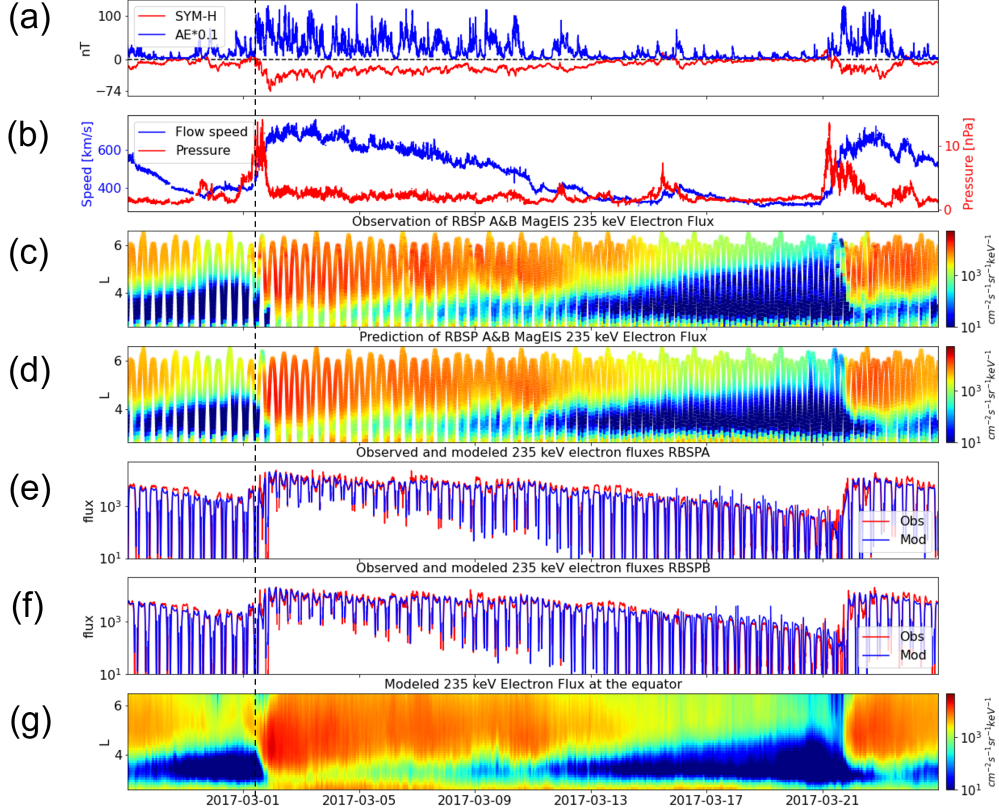 (a)
100
0
−74
nT
SYM-H
AE*0.1
(b)
600
400
Speed [km/s]
Flow speed
Pressure
10
0
Pressure [nPa]
Observation of RBSP A&B MagEIS 235 keV Electron Flux
(c)
6
4
L
10³
10¹
cm⁻²s⁻¹sr⁻¹keV⁻¹
Prediction of RBSP A&B MagEIS 235 keV Electron Flux
(d)
6
4
L
10³
10¹
cm⁻²s⁻¹sr⁻¹keV⁻¹
Observed and modeled 235 keV electron fluxes RBSPA
(e)
10³
10¹
flux
Obs
Mod
Observed and modeled 235 keV electron fluxes RBSPB
(f)
10³
10¹
flux
Obs
Mod
Modeled 235 keV Electron Flux at the equator
(g)
6
4
L
10³
10¹
cm⁻²s⁻¹sr⁻¹keV⁻¹
2017-03-01 2017-03-05 2017-03-09 2017-03-13 2017-03-17 2017-03-21